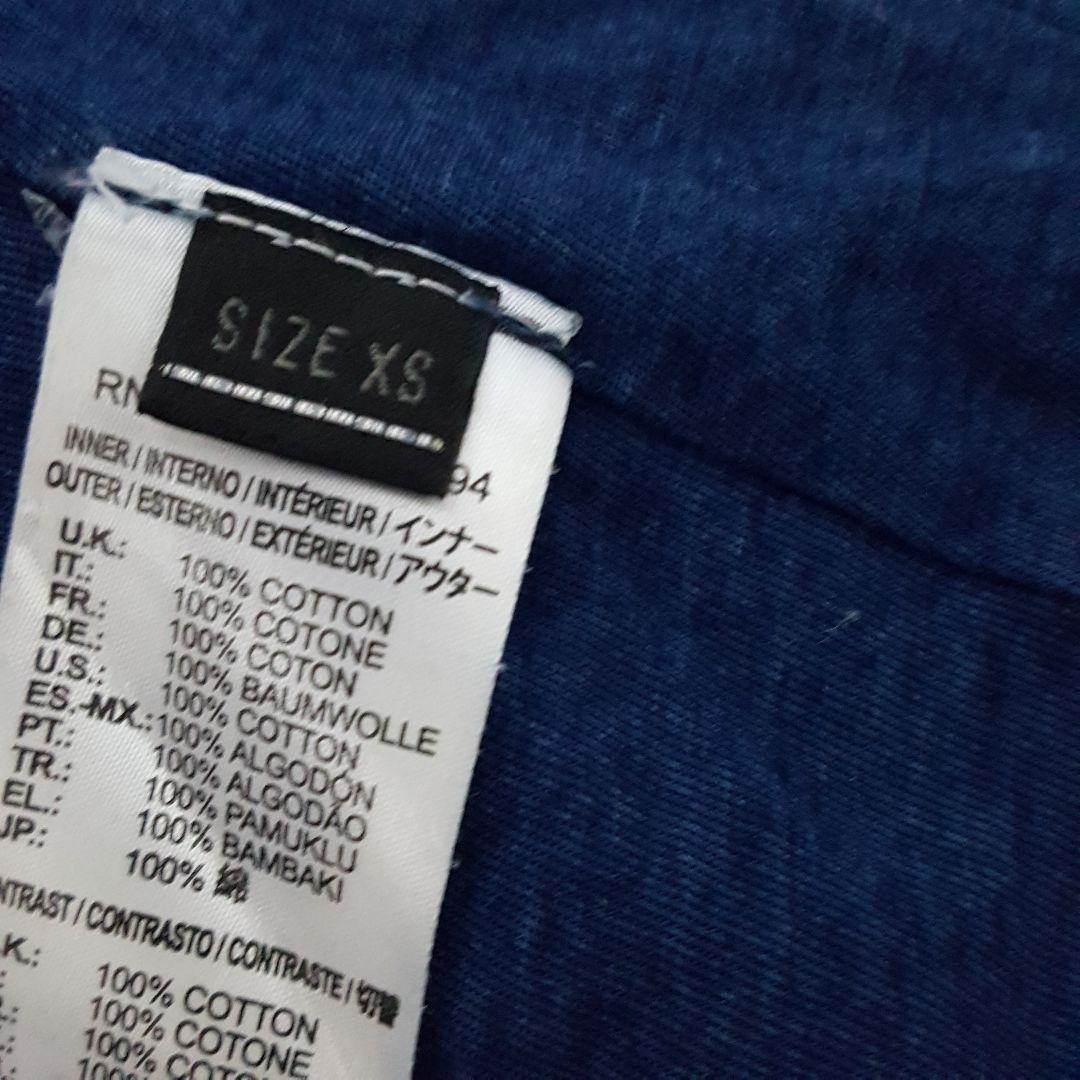 SIZE XS
RN 94
INNER / INTERNO / INTÉRIEUR / インナー
OUTER / ESTERNO / EXTÉRIEUR / アウター
U.K.: 100% COTTON
IT.: 100% COTONE
FR.: 100% COTON
DE.: 100% BAUMWOLLE
U.S.: 100% COTTON
ES.-MX.: 100% ALGODÓN
PT.: 100% ALGODÃO
TR.: 100% PAMUKLU
EL.: 100% BAMBAKI
JP.: 100% 綿
NTRAST / CONTRASTO / CONTRASTE / 切替
.K.: 100% COTTON
100% COTONE
100% COTO
100%